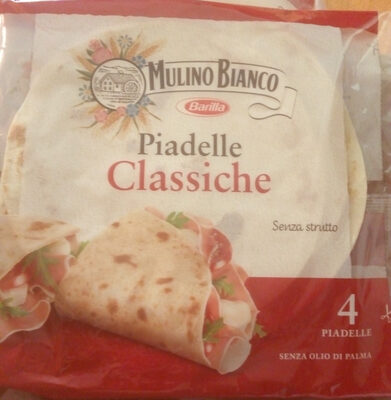 MULINO BIANCO
Barilla
Piadelle
Classiche
Senza strutto
4
PIADELLE
SENZA OLIO DI PALMA